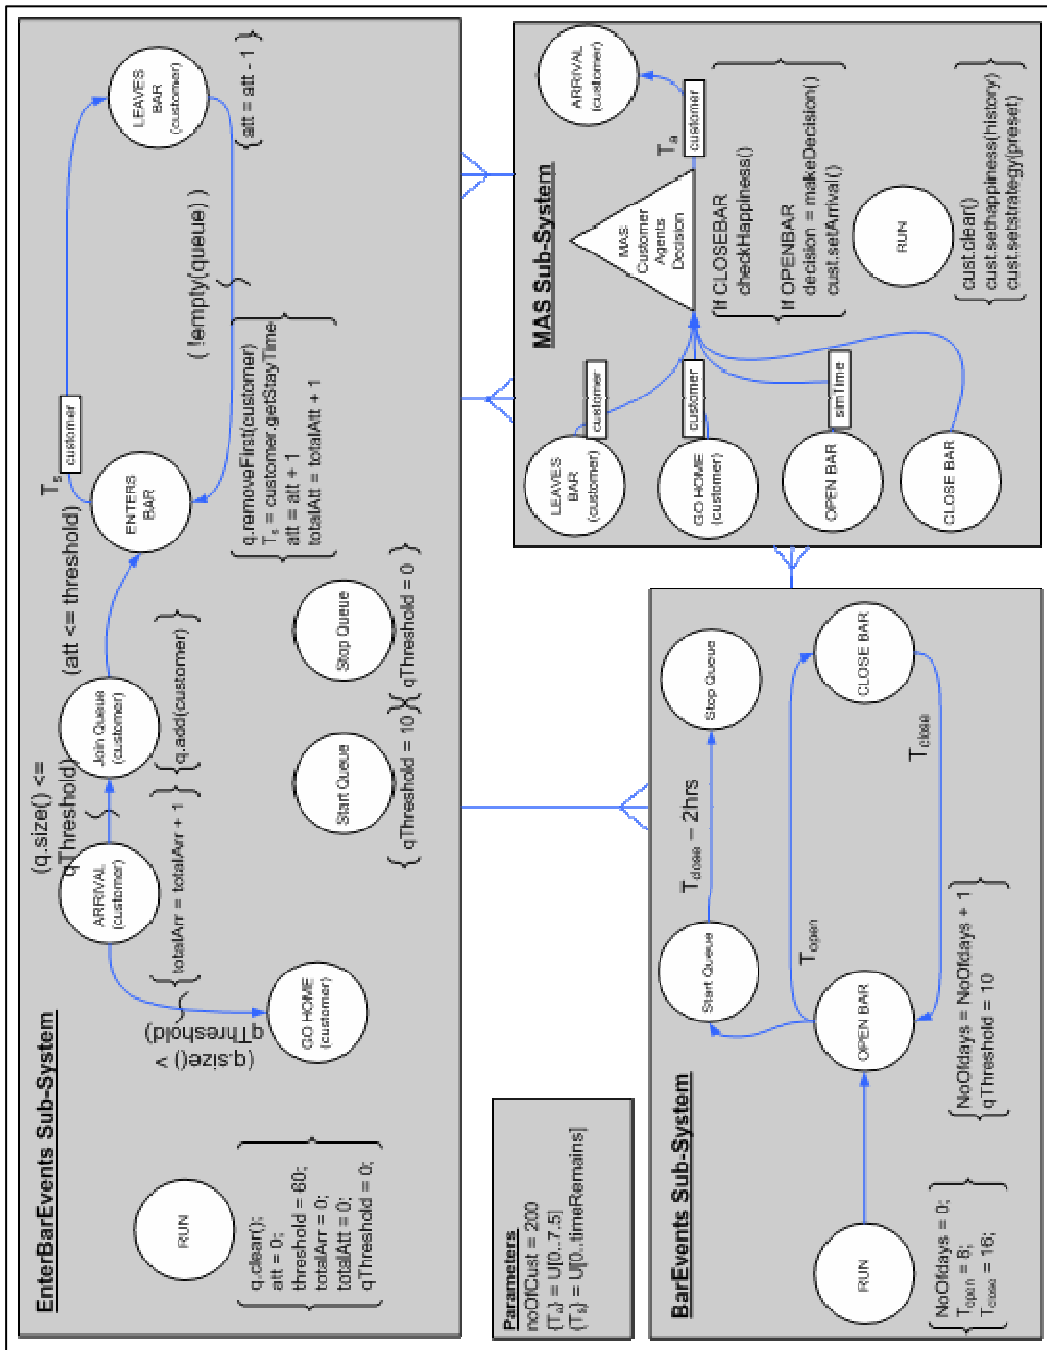 EnterBarEvents Sub-System
RUN
q.clear();
att = 0;
threshold = 60;
totalArr = 0;
totalAtt = 0;
qThreshold = 0;
(q.size() >
qThreshold)
GO HOME
(customer)
ARRIVAL
(customer)
totalArr = totalArr + 1
(q.size() <=
qThreshold)
Join Queue
(customer)
q.add(customer)
Start Queue
{ qThreshold = 10 }
Stop Queue
{ qThreshold = 0 }
(att <= threshold)
ENTERS
BAR
q.removeFirst(customer)
Ts = customer.getStayTime
att = att + 1
totalAtt = totalAtt + 1
Ts
customer
( !empty(queue) )
LEAVES
BAR
(customer)
{att = att - 1 }
Parameters
noOfCust = 200
{Ta} = U[0..7.5]
{Ts} = U[0..timeRemains]
BarEvents Sub-System
RUN
NoOfdays = 0;
Topen = 8;
Tclose = 16;
OPEN BAR
NoOfdays = NoOfdays + 1
qThreshold = 10
Start Queue
Tclose - 2hrs
Stop Queue
Topen
CLOSE BAR
Tclose
MAS Sub-System
LEAVES
BAR
(customer)
customer
GO HOME
(customer)
customer
OPEN BAR
simTime
CLOSE BAR
MAS:
Customer
Agents
Decision
Ta
customer
ARRIVAL
(customer)
If CLOSEBAR
checkHappiness()
If OPENBAR
decision = makeDecision()
cust.setArrival()
RUN
cust.clear()
cust.sethappiness(history)
cust.setstrategy(preset)